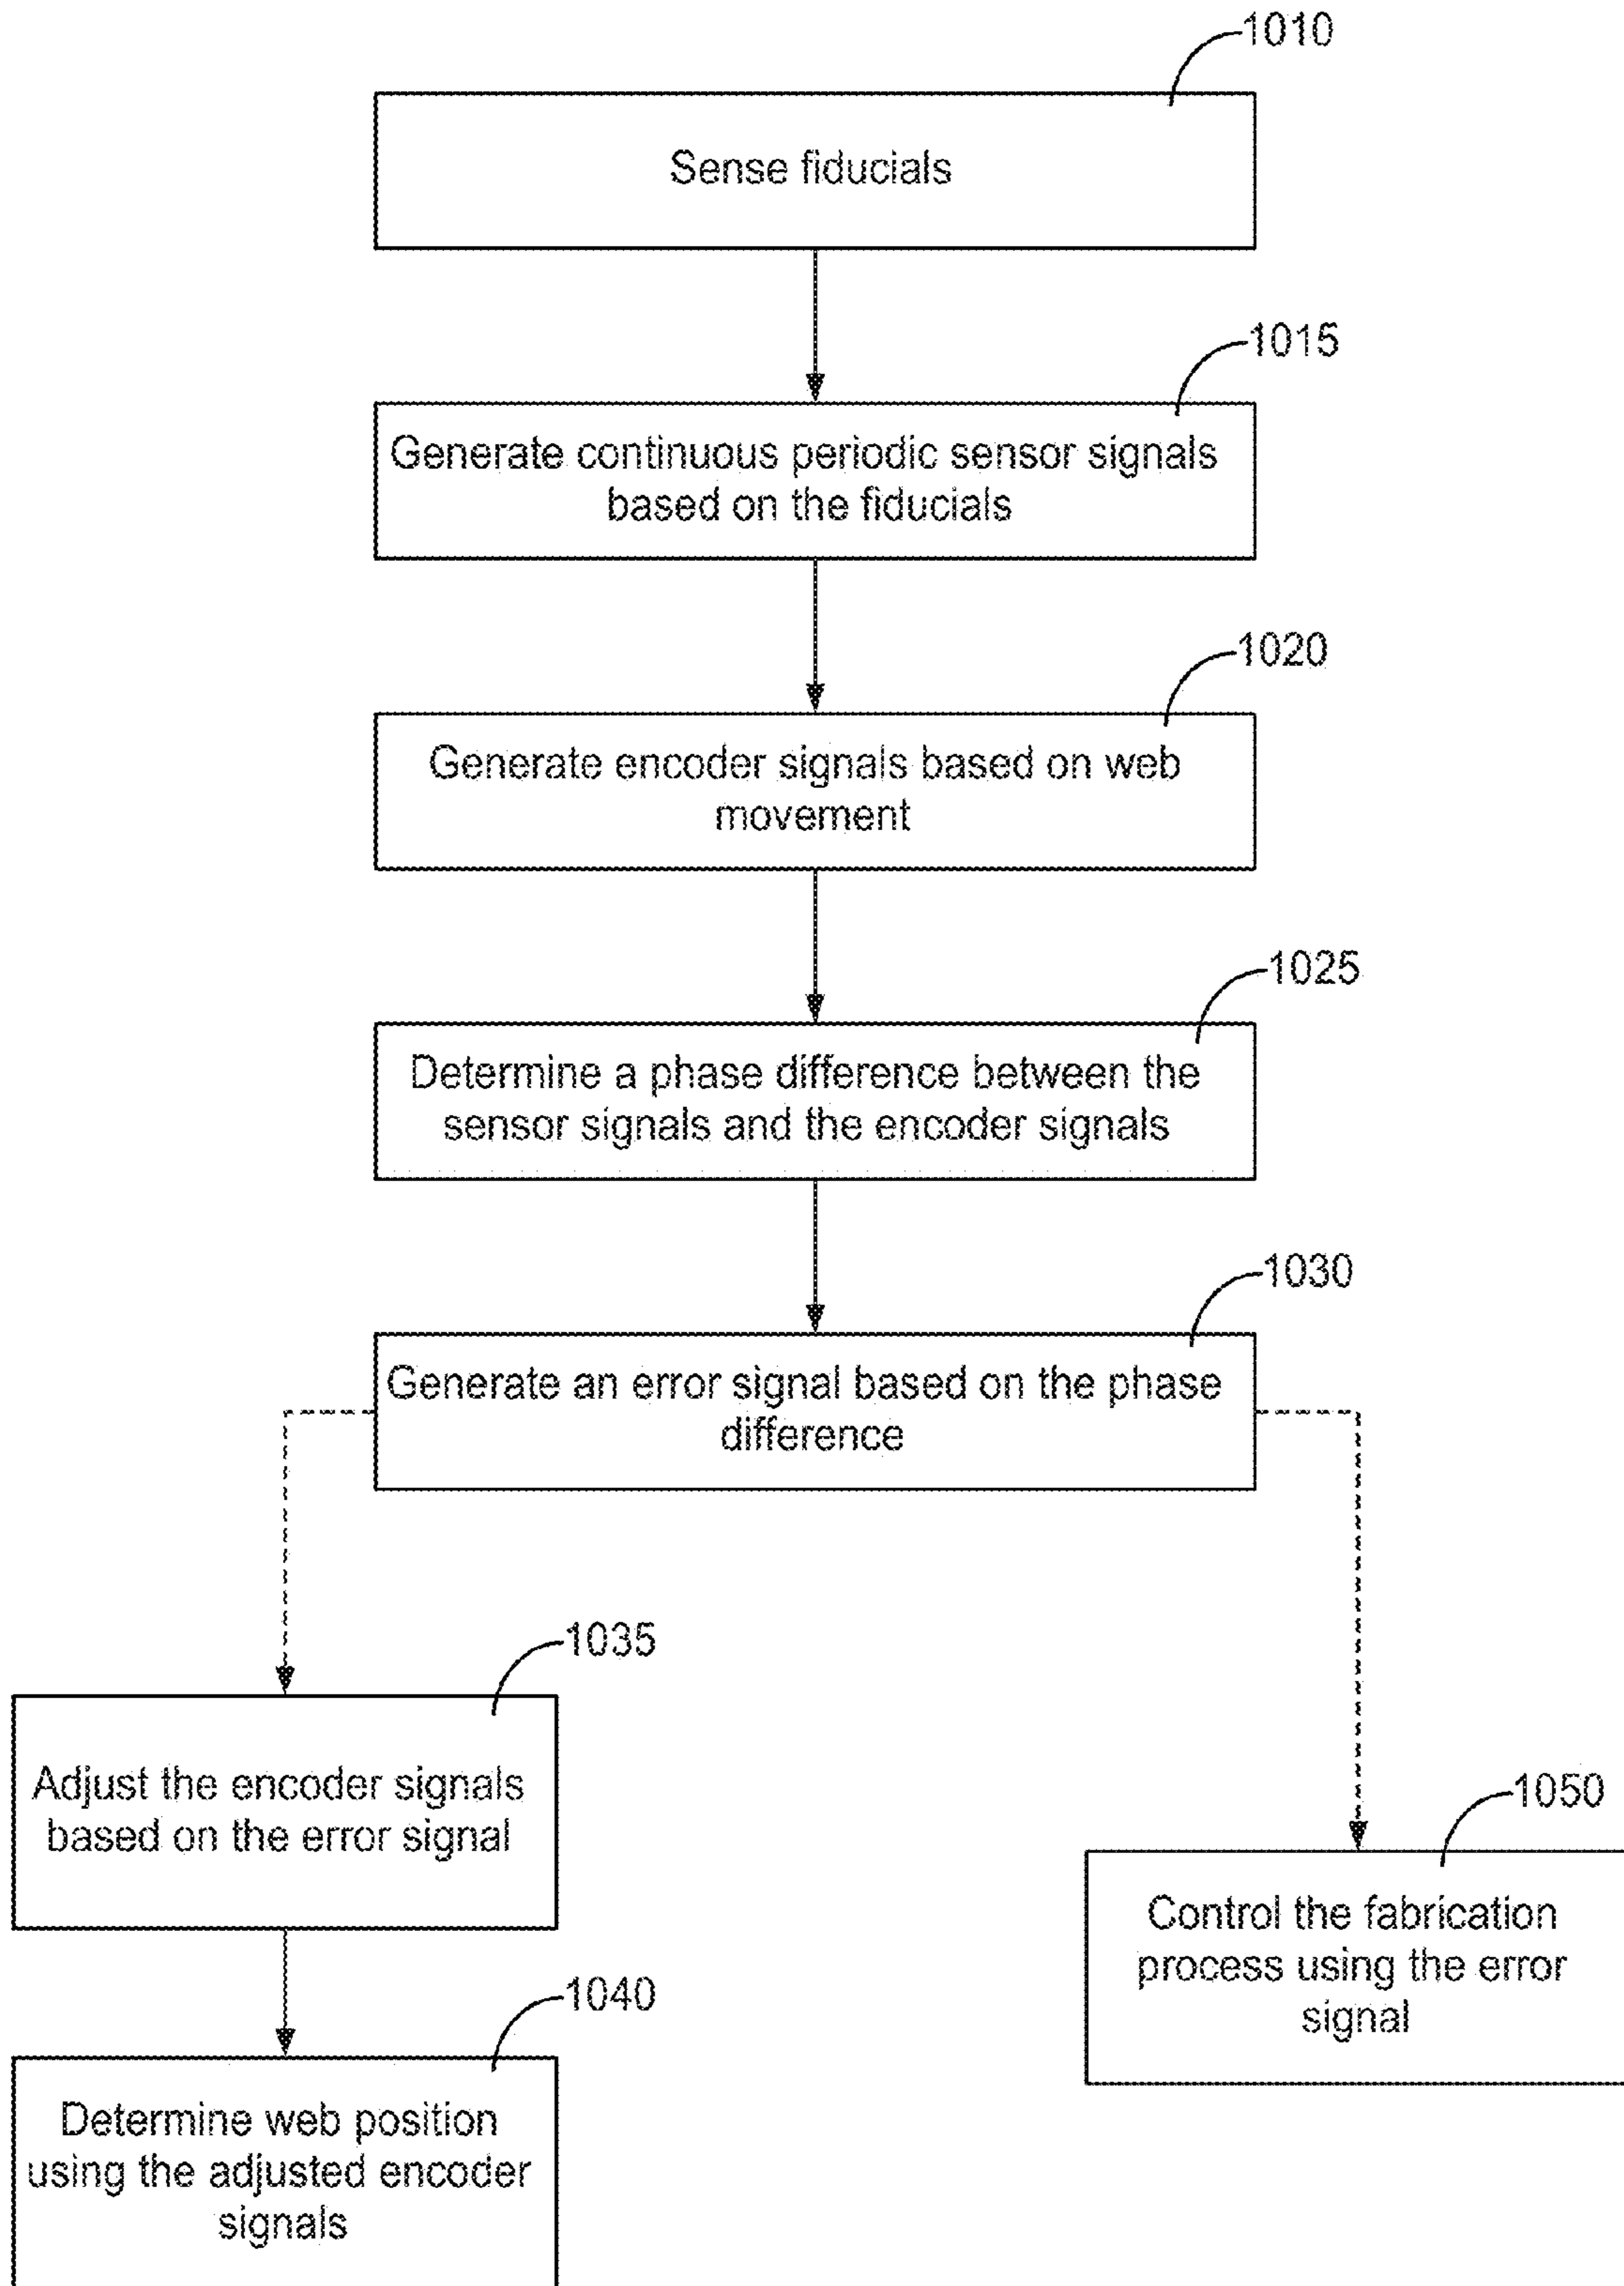 1010
Sense fiducials
1015
Generate continuous periodic sensor signals
based on the fiducials
1020
Generate encoder signals based on web
movement
1025
Determine a phase difference between the
sensor signals and the encoder signals
1030
Generate an error signal based on the phase
difference
1035
Adjust the encoder signals
based on the error signal
1050
Control the fabrication
process using the error
signal
1040
Determine web position
using the adjusted encoder
signals